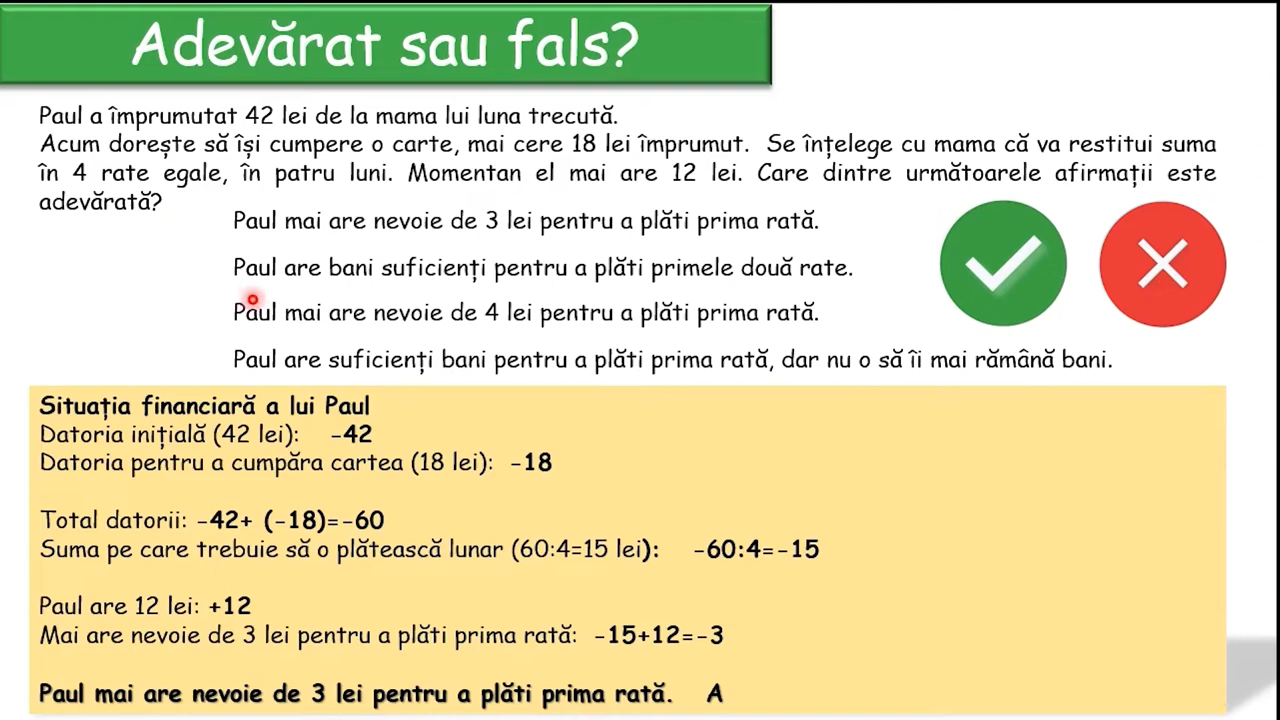 Adevărat sau fals?
Paul a împrumutat 42 lei de la mama lui luna trecută.
Acum dorește să își cumpere o carte, mai cere 18 lei împrumut. Se înțelege cu mama că va restitui suma
în 4 rate egale, în patru luni. Momentan el mai are 12 lei. Care dintre următoarele afirmații este
adevărată?
Paul mai are nevoie de 3 lei pentru a plăti prima rată.
Paul are bani suficienți pentru a plăti primele două rate.
Paul mai are nevoie de 4 lei pentru a plăti prima rată.
Paul are suficienți bani pentru a plăti prima rată, dar nu o să îi mai rămână bani.
Situația financiară a lui Paul
Datoria inițială (42 lei): -42
Datoria pentru a cumpăra cartea (18 lei): -18
Total datorii: -42+ (-18)=-60
Suma pe care trebuie să o plătească lunar (60:4=15 lei): -60:4=-15
Paul are 12 lei: +12
Mai are nevoie de 3 lei pentru a plăti prima rată: -15+12=-3
Paul mai are nevoie de 3 lei pentru a plăti prima rată. A